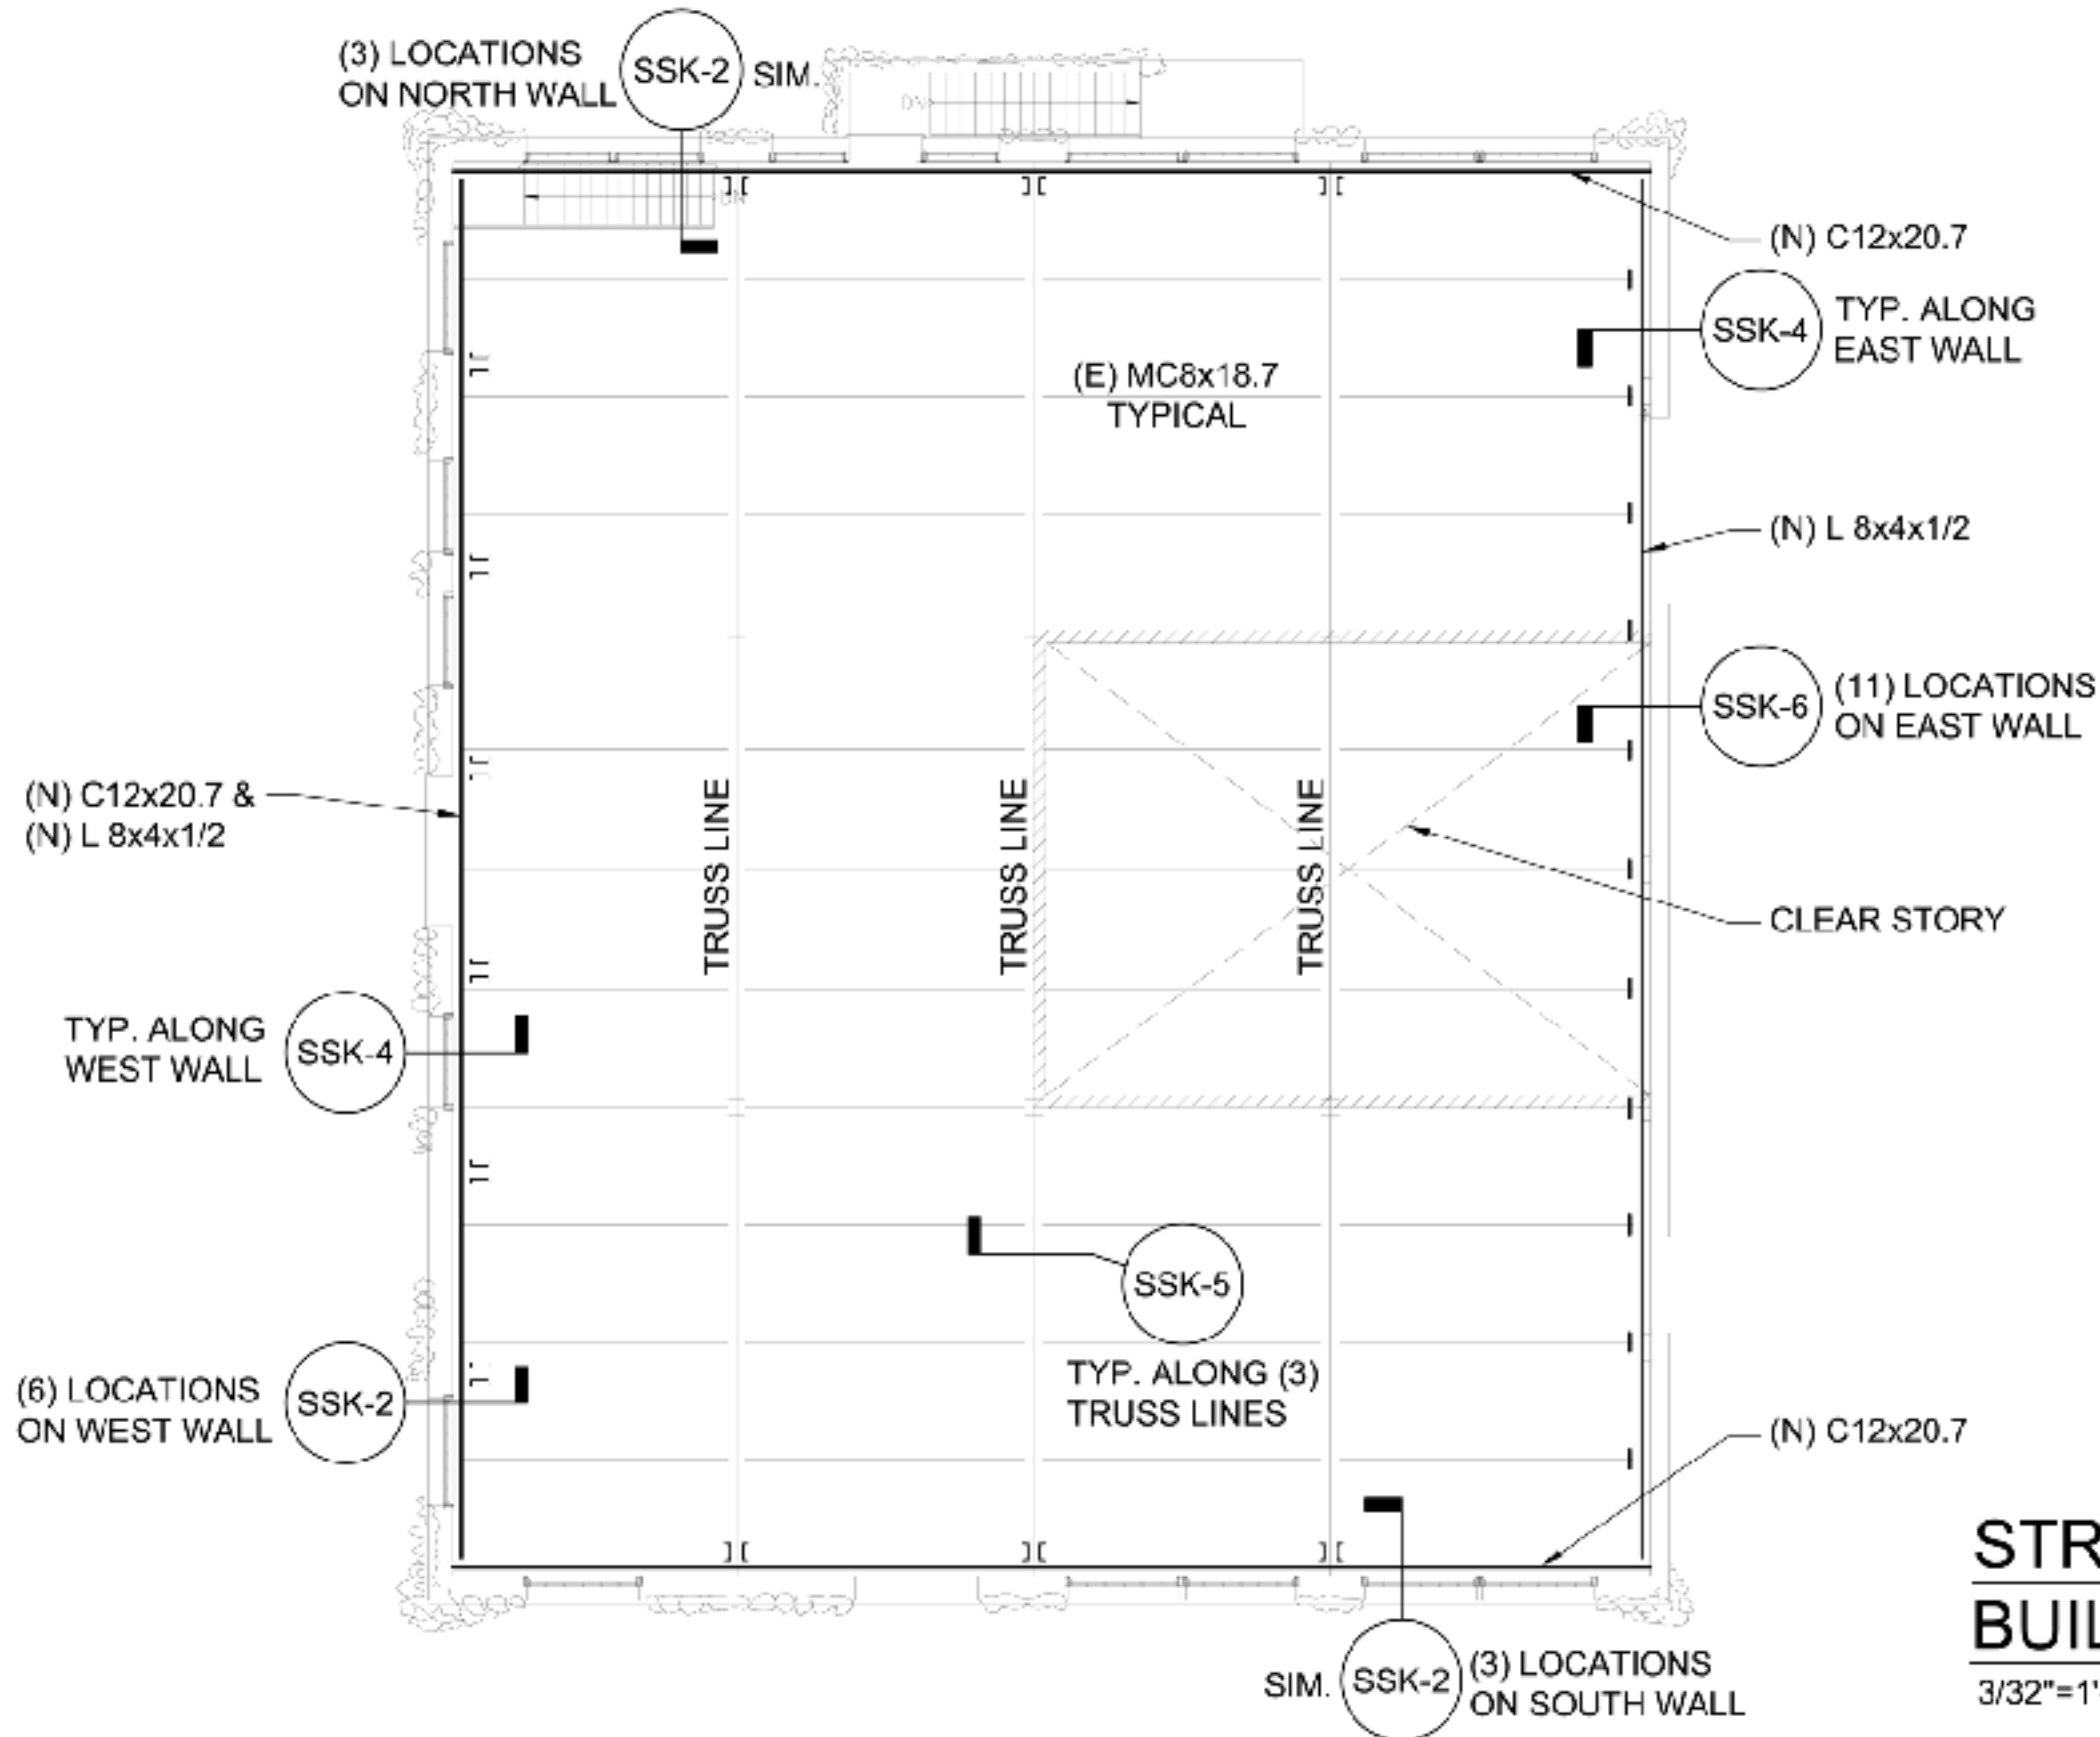 (3) LOCATIONS
ON NORTH WALL
SSK-2
SIM.
DN
DN
(N) C12x20.7
SSK-4
TYP. ALONG
EAST WALL
(E) MC8x18.7
TYPICAL
(N) L 8x4x1/2
SSK-6
(11) LOCATIONS
ON EAST WALL
(N) C12x20.7 &
(N) L 8x4x1/2
TRUSS LINE
TRUSS LINE
TRUSS LINE
CLEAR STORY
TYP. ALONG
WEST WALL
SSK-4
SSK-5
TYP. ALONG (3)
TRUSS LINES
(6) LOCATIONS
ON WEST WALL
SSK-2
(N) C12x20.7
SIM.
SSK-2
(3) LOCATIONS
ON SOUTH WALL
STR
BUIL
3/32"=1'